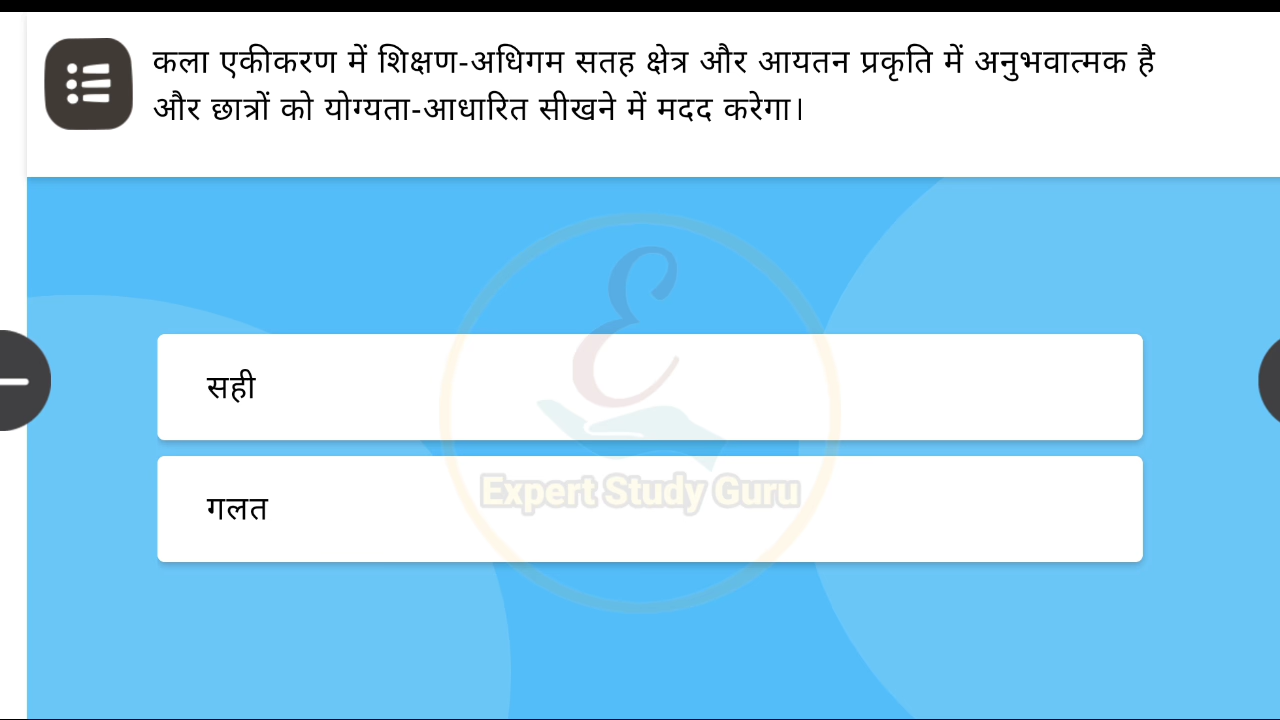 कला एकीकरण में शिक्षण-अधिगम सतह क्षेत्र और आयतन प्रकृति में अनुभवात्मक है
और छात्रों को योग्यता-आधारित सीखने में मदद करेगा।
सही
गलत
Expert Study Guru